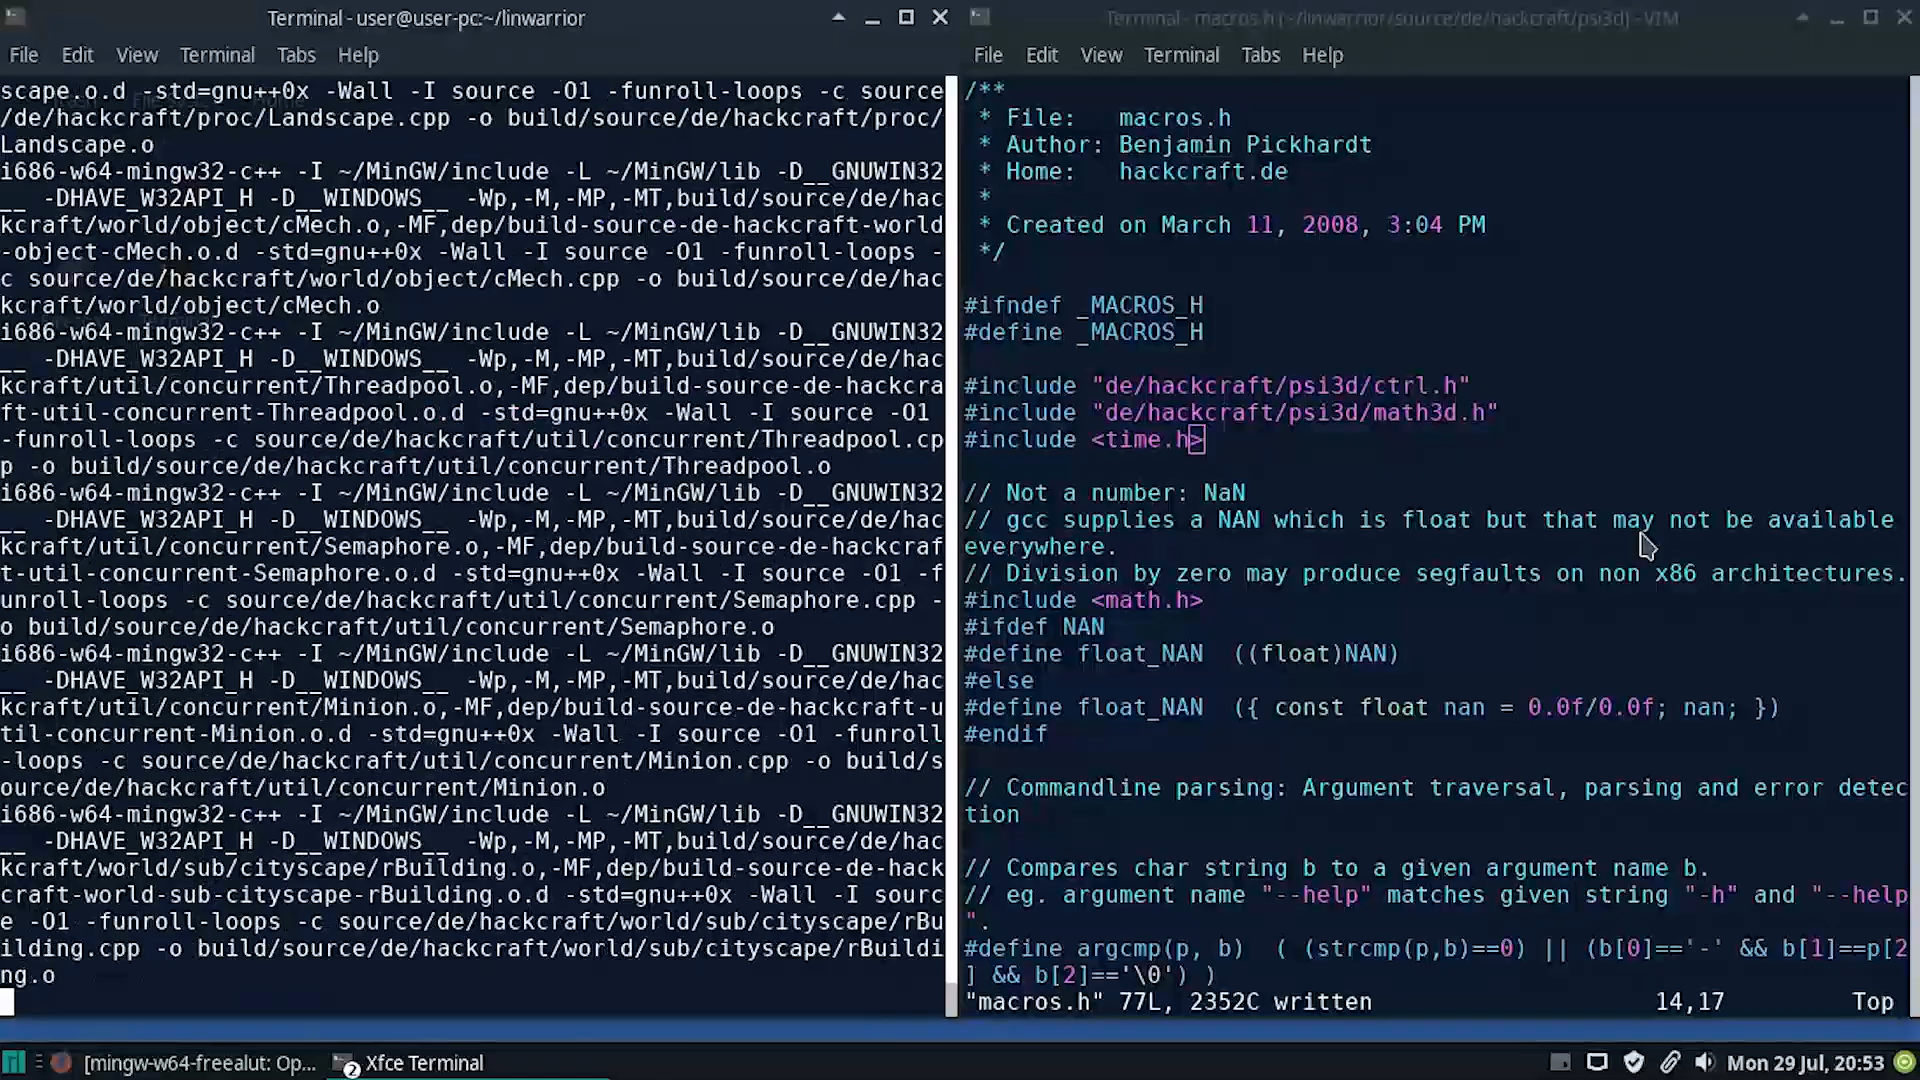 Terminal - user@user-pc:~/linwarrior
File Edit View Terminal Tabs Help
scape.o.d -std=gnu++0x -Wall -I source -O1 -funroll-loops -c source
/de/hackcraft/proc/Landscape.cpp -o build/source/de/hackcraft/proc/
Landscape.o
i686-w64-mingw32-c++ -I ~/MinGW/include -L ~/MinGW/lib -D__GNUWIN32
__ -DHAVE_W32API_H -D__WINDOWS__ -Wp,-M,-MP,-MT,build/source/de/hac
kcraft/world/object/cMech.o,-MF,dep/build-source-de-hackcraft-world
-object-cMech.o.d -std=gnu++0x -Wall -I source -O1 -funroll-loops -
c source/de/hackcraft/world/object/cMech.cpp -o build/source/de/hac
kcraft/world/object/cMech.o
i686-w64-mingw32-c++ -I ~/MinGW/include -L ~/MinGW/lib -D__GNUWIN32
__ -DHAVE_W32API_H -D__WINDOWS__ -Wp,-M,-MP,-MT,build/source/de/hac
kcraft/util/concurrent/Threadpool.o,-MF,dep/build-source-de-hackcra
ft-util-concurrent-Threadpool.o.d -std=gnu++0x -Wall -I source -O1
-funroll-loops -c source/de/hackcraft/util/concurrent/Threadpool.cp
p -o build/source/de/hackcraft/util/concurrent/Threadpool.o
i686-w64-mingw32-c++ -I ~/MinGW/include -L ~/MinGW/lib -D__GNUWIN32
__ -DHAVE_W32API_H -D__WINDOWS__ -Wp,-M,-MP,-MT,build/source/de/hac
kcraft/util/concurrent/Semaphore.o,-MF,dep/build-source-de-hackcraf
t-util-concurrent-Semaphore.o.d -std=gnu++0x -Wall -I source -O1 -f
unroll-loops -c source/de/hackcraft/util/concurrent/Semaphore.cpp -
o build/source/de/hackcraft/util/concurrent/Semaphore.o
i686-w64-mingw32-c++ -I ~/MinGW/include -L ~/MinGW/lib -D__GNUWIN32
__ -DHAVE_W32API_H -D__WINDOWS__ -Wp,-M,-MP,-MT,build/source/de/hac
kcraft/util/concurrent/Minion.o,-MF,dep/build-source-de-hackcraft-u
til-concurrent-Minion.o.d -std=gnu++0x -Wall -I source -O1 -funroll
-loops -c source/de/hackcraft/util/concurrent/Minion.cpp -o build/s
ource/de/hackcraft/util/concurrent/Minion.o
i686-w64-mingw32-c++ -I ~/MinGW/include -L ~/MinGW/lib -D__GNUWIN32
__ -DHAVE_W32API_H -D__WINDOWS__ -Wp,-M,-MP,-MT,build/source/de/hac
kcraft/world/sub/cityscape/rBuilding.o,-MF,dep/build-source-de-hack
craft-world-sub-cityscape-rBuilding.o.d -std=gnu++0x -Wall -I sourc
e -O1 -funroll-loops -c source/de/hackcraft/world/sub/cityscape/rBu
ilding.cpp -o build/source/de/hackcraft/world/sub/cityscape/rBuildi
ng.o
Terminal - macros.h (~/linwarrior/source/de/hackcraft/psi3d) - VIM
File Edit View Terminal Tabs Help
/**
 * File:   macros.h
 * Author: Benjamin Pickhardt
 * Home:   hackcraft.de
 *
 * Created on March 11, 2008, 3:04 PM
 */
#ifndef _MACROS_H
#define _MACROS_H
#include "de/hackcraft/psi3d/ctrl.h"
#include "de/hackcraft/psi3d/math3d.h"
#include <time.h>
// Not a number: NaN
// gcc supplies a NAN which is float but that may not be available
everywhere.
// Division by zero may produce segfaults on non x86 architectures.
#include <math.h>
#ifdef NAN
#define float_NAN  ((float)NAN)
#else
#define float_NAN  ({ const float nan = 0.0f/0.0f; nan; })
#endif
// Commandline parsing: Argument traversal, parsing and error detec
tion
// Compares char string b to a given argument name b.
// eg. argument name "--help" matches given string "-h" and "--help
".
#define argcmp(p, b)  ( (strcmp(p,b)==0) || (b[0]=='-' && b[1]==p[2
] && b[2]=='\0') )
"macros.h" 77L, 2352C written 14,17 Top
[mingw-w64-freealut: Op... 2 Xfce Terminal Mon 29 Jul, 20:53